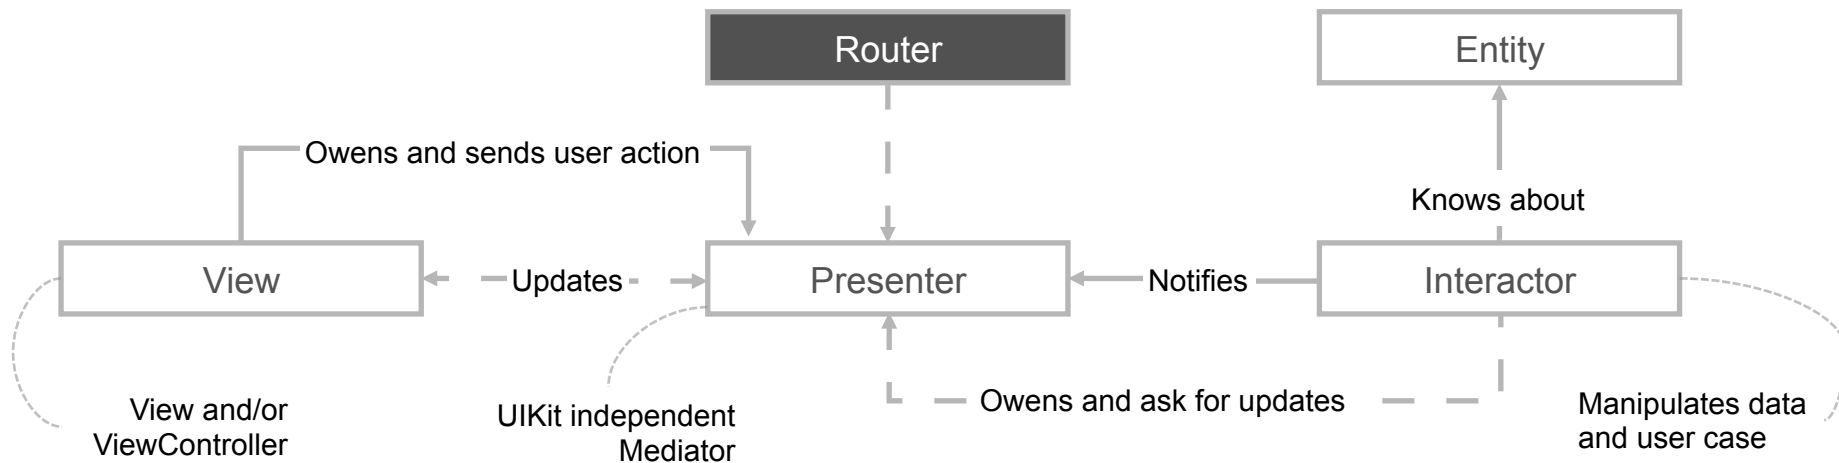 Router
Entity
Owens and sends user action
Knows about
View
Updates
Presenter
Notifies
Interactor
View and/or
ViewController
UIKit independent
Mediator
Owens and ask for updates
Manipulates data
and user case